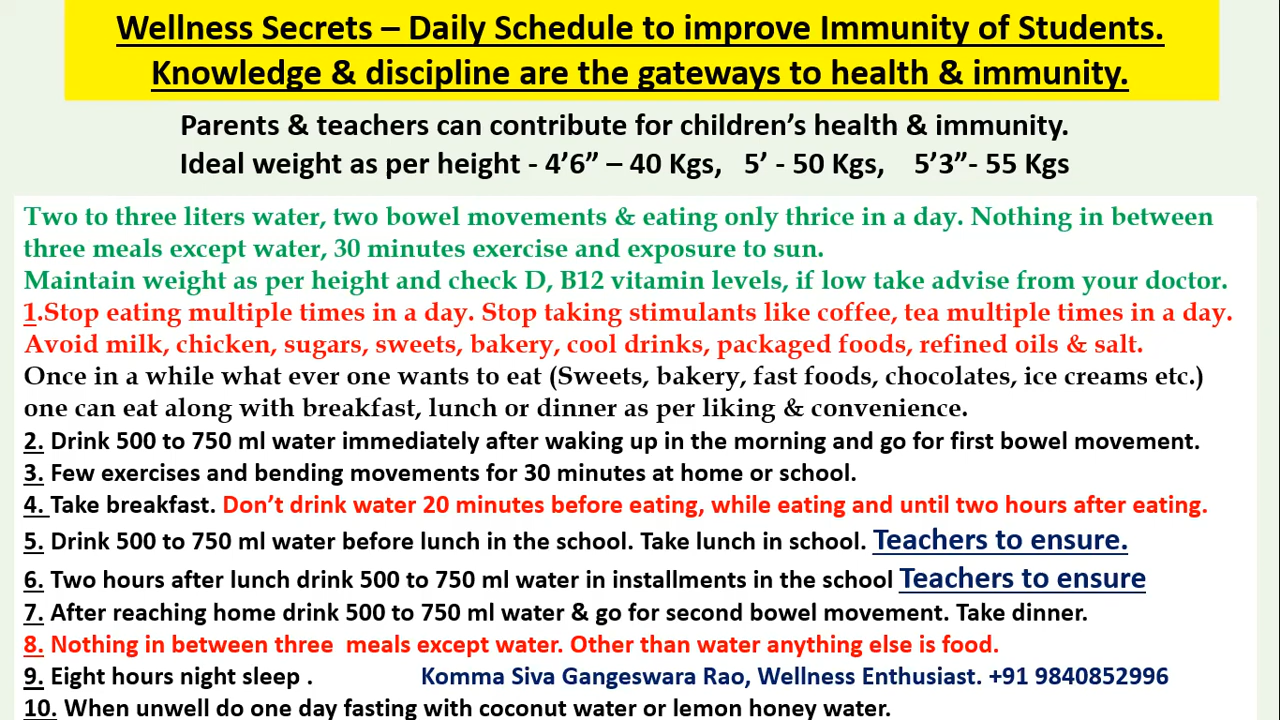 Wellness Secrets – Daily Schedule to improve Immunity of Students.
Knowledge & discipline are the gateways to health & immunity.
Parents & teachers can contribute for children’s health & immunity.
Ideal weight as per height - 4’6” – 40 Kgs, 5’ - 50 Kgs, 5’3”- 55 Kgs
Two to three liters water, two bowel movements & eating only thrice in a day. Nothing in between
three meals except water, 30 minutes exercise and exposure to sun.
Maintain weight as per height and check D, B12 vitamin levels, if low take advise from your doctor.
1.Stop eating multiple times in a day. Stop taking stimulants like coffee, tea multiple times in a day.
Avoid milk, chicken, sugars, sweets, bakery, cool drinks, packaged foods, refined oils & salt.
Once in a while what ever one wants to eat (Sweets, bakery, fast foods, chocolates, ice creams etc.)
one can eat along with breakfast, lunch or dinner as per liking & convenience.
2. Drink 500 to 750 ml water immediately after waking up in the morning and go for first bowel movement.
3. Few exercises and bending movements for 30 minutes at home or school.
4. Take breakfast. Don’t drink water 20 minutes before eating, while eating and until two hours after eating.
5. Drink 500 to 750 ml water before lunch in the school. Take lunch in school. Teachers to ensure.
6. Two hours after lunch drink 500 to 750 ml water in installments in the school Teachers to ensure
7. After reaching home drink 500 to 750 ml water & go for second bowel movement. Take dinner.
8. Nothing in between three meals except water. Other than water anything else is food.
9. Eight hours night sleep . Komma Siva Gangeswara Rao, Wellness Enthusiast. +91 9840852996
10. When unwell do one day fasting with coconut water or lemon honey water.